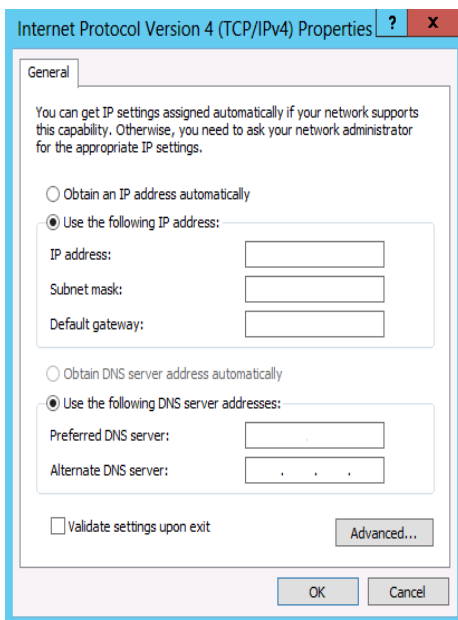 Internet Protocol Version 4 (TCP/IPv4) Properties ? x
General
You can get IP settings assigned automatically if your network supports
this capability. Otherwise, you need to ask your network administrator
for the appropriate IP settings.
Obtain an IP address automatically
Use the following IP address:
IP address:
Subnet mask:
Default gateway:
Obtain DNS server address automatically
Use the following DNS server addresses:
Preferred DNS server:
Alternate DNS server: . . .
Validate settings upon exit
Advanced...
OK Cancel